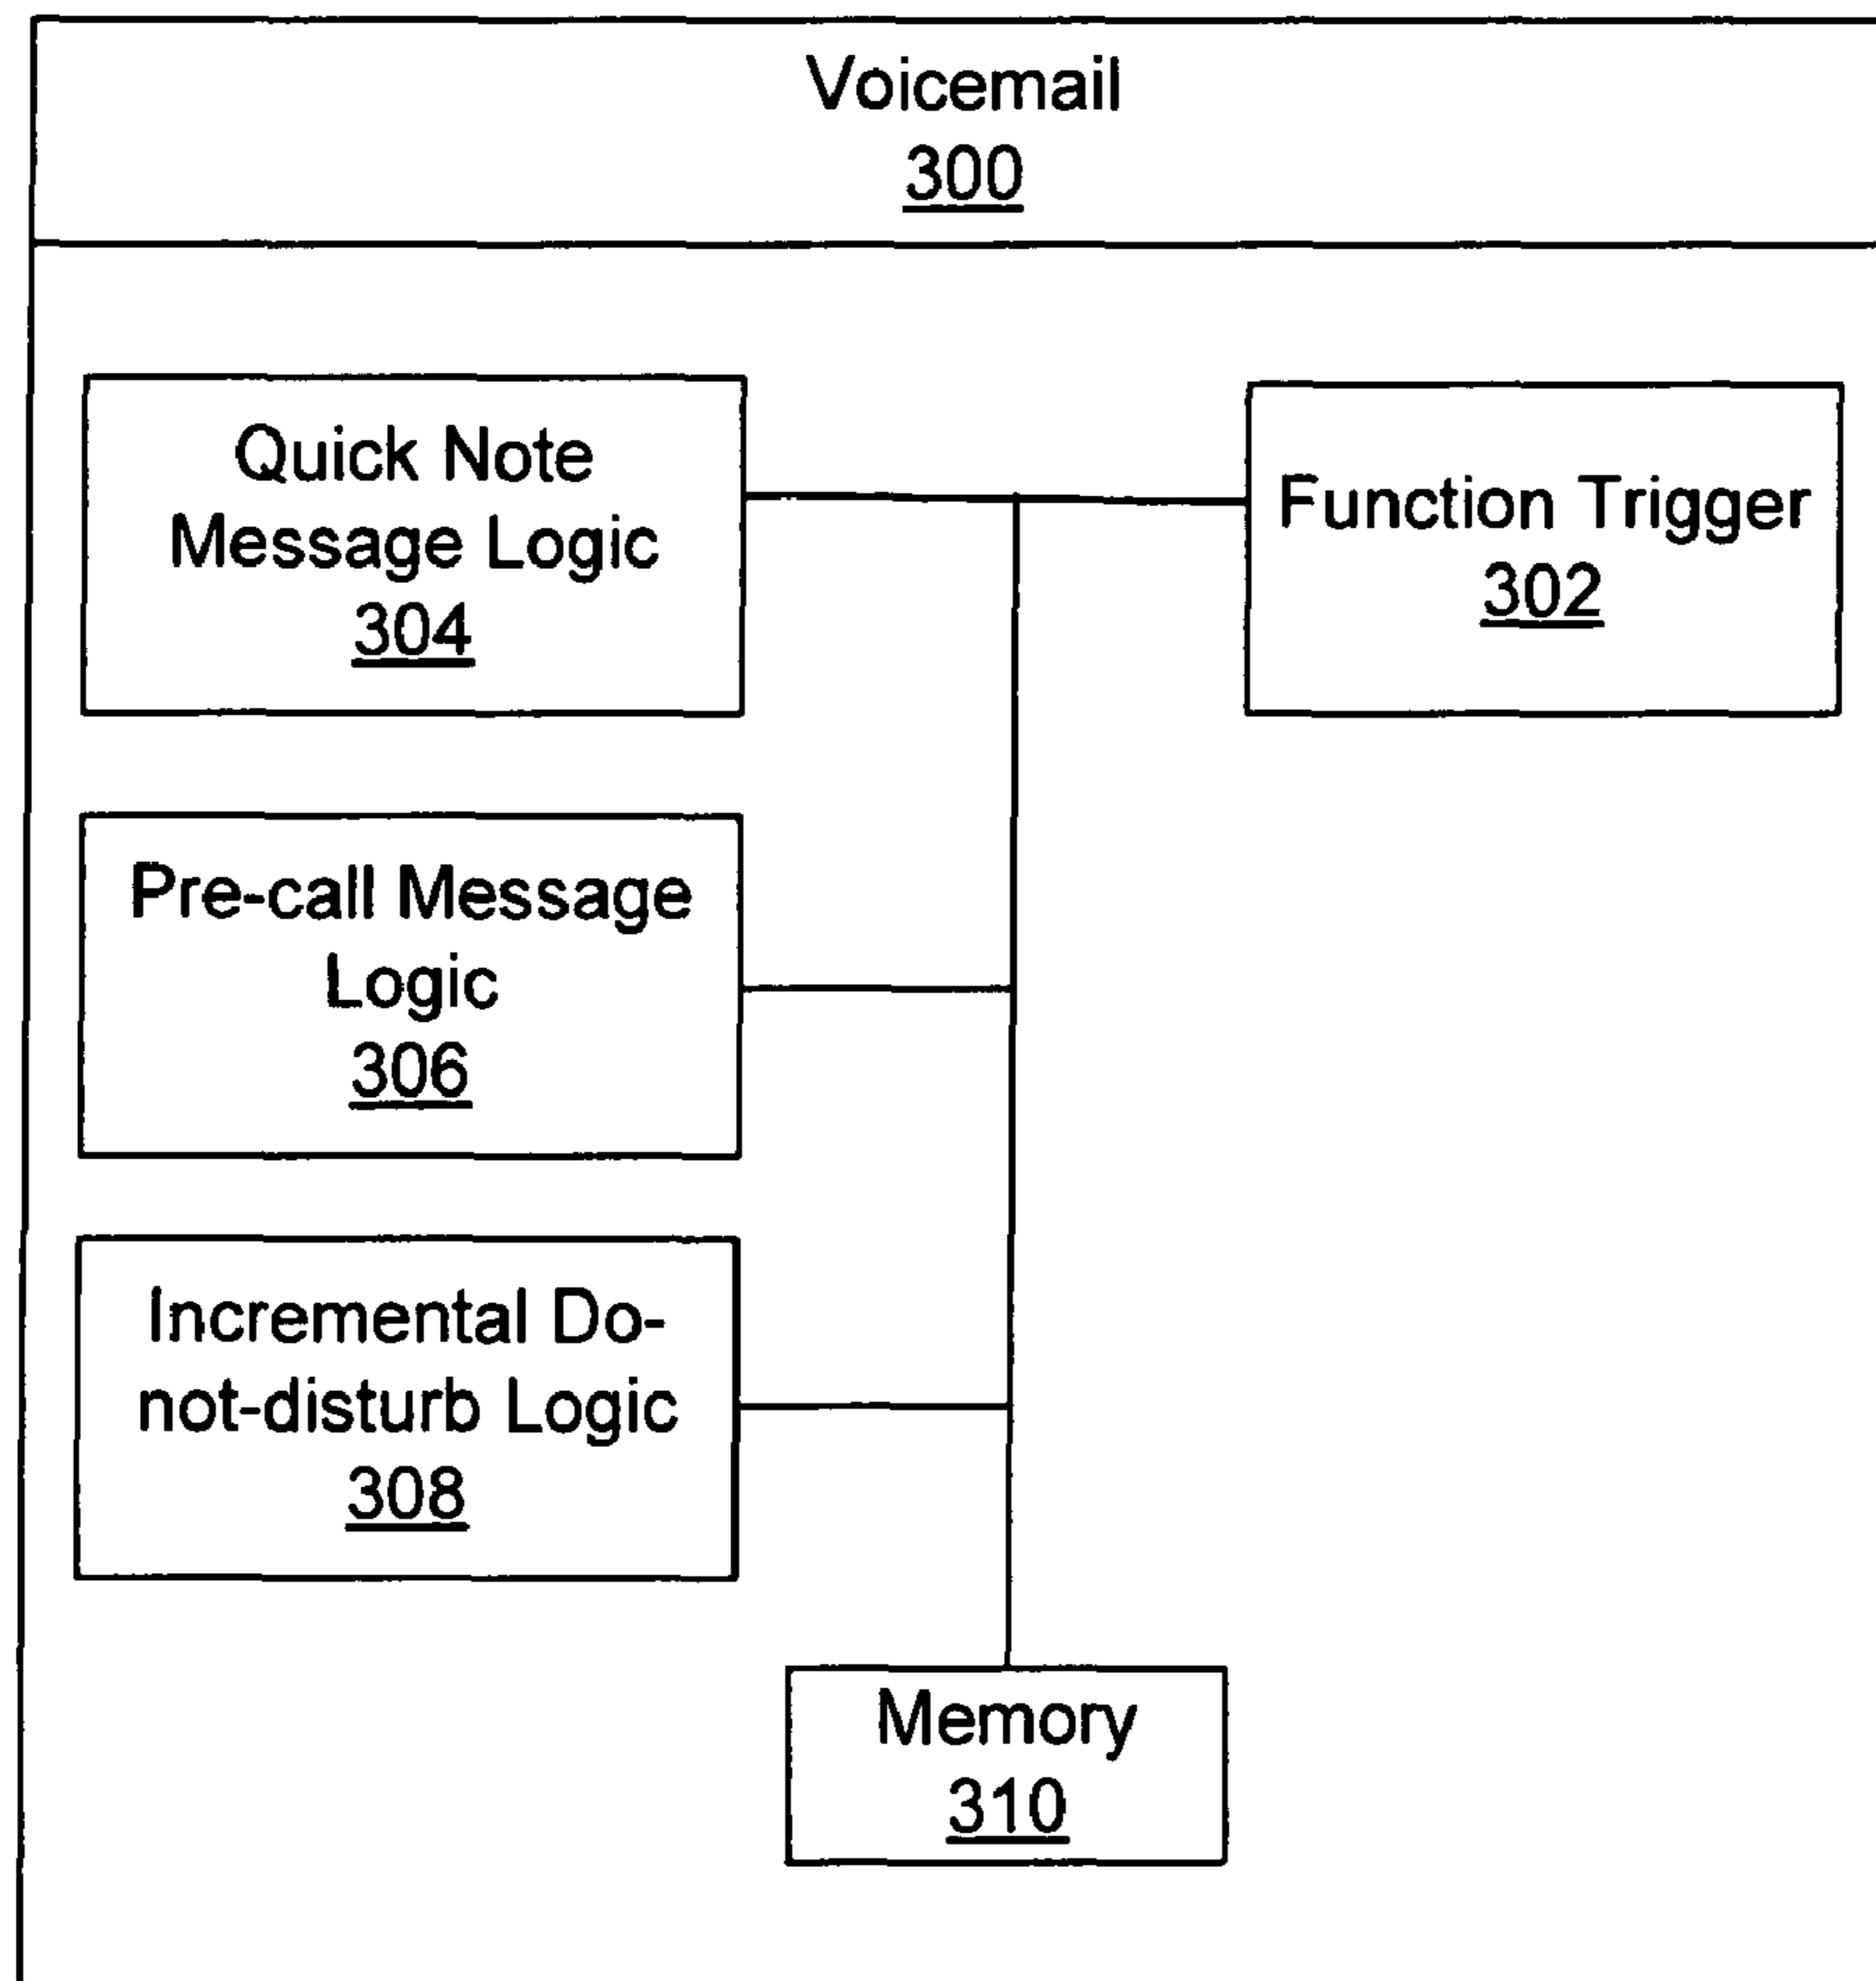 Voicemail
300
Quick Note
Message Logic
304
Function Trigger
302
Pre-call Message
Logic
306
Incremental Do-
not-disturb Logic
308
Memory
310